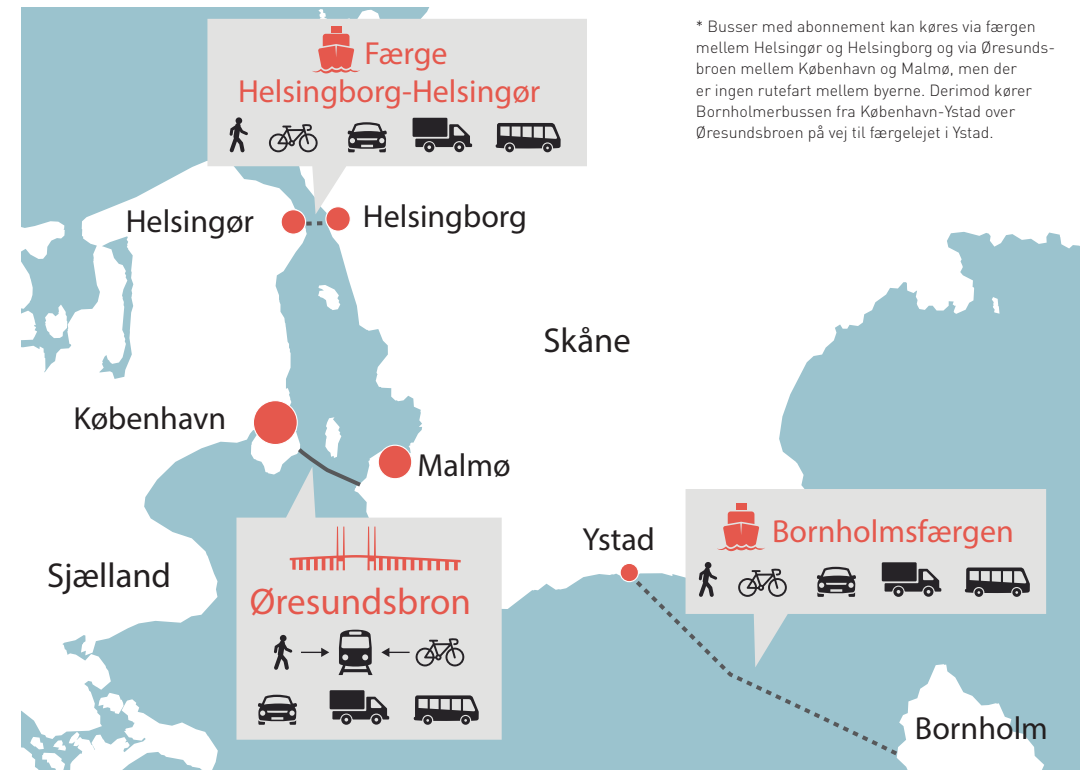 * Busser med abonnement kan køres via færgen
mellem Helsingør og Helsingborg og via Øresunds-
broen mellem København og Malmø, men der
er ingen rutefart mellem byerne. Derimod kører
Bornholmerbussen fra København-Ystad over
Øresundsbroen på vej til færgelejet i Ystad.
Færge
Helsingborg-Helsingør
Helsingør
Helsingborg
Skåne
København
Malmø
Sjælland
Øresundsbron
Ystad
Bornholmsfærgen
Bornholm